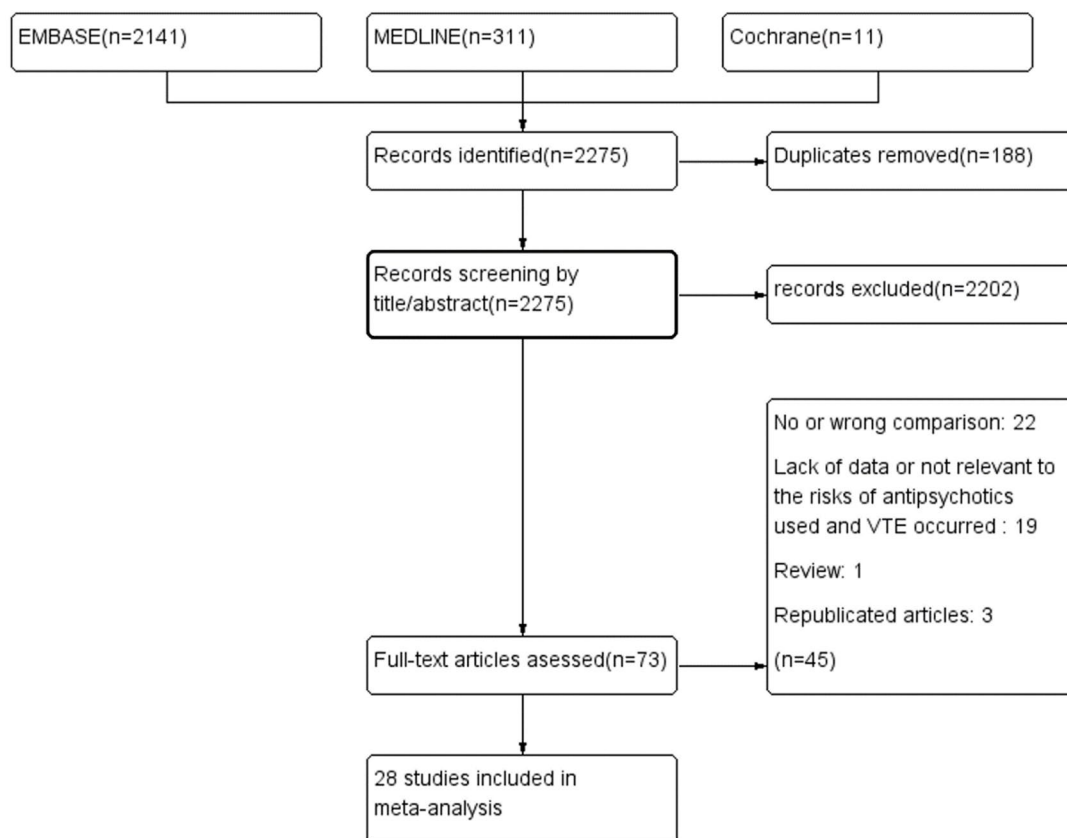 EMBASE(n=2141)
MEDLINE(n=311)
Cochrane(n=11)
Records identified(n=2275)
Duplicates removed(n=188)
Records screening by
title/abstract(n=2275)
records excluded(n=2202)
No or wrong comparison: 22
Lack of data or not relevant to
the risks of antipsychotics
used and VTE occurred : 19
Review: 1
Republicated articles: 3
(n=45)
Full-text articles asessed(n=73)
28 studies included in
meta-analysis